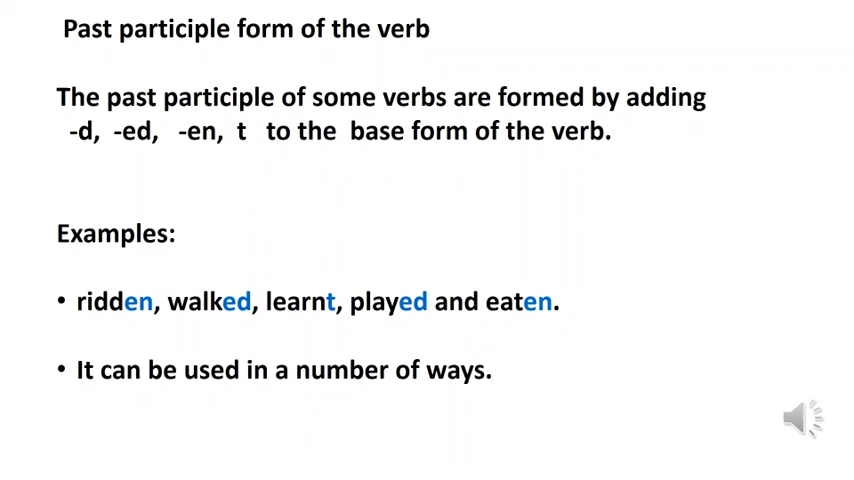 Past participle form of the verb
The past participle of some verbs are formed by adding
-d, -ed, -en, t to the base form of the verb.
Examples:
• ridden, walked, learnt, played and eaten.
• It can be used in a number of ways.